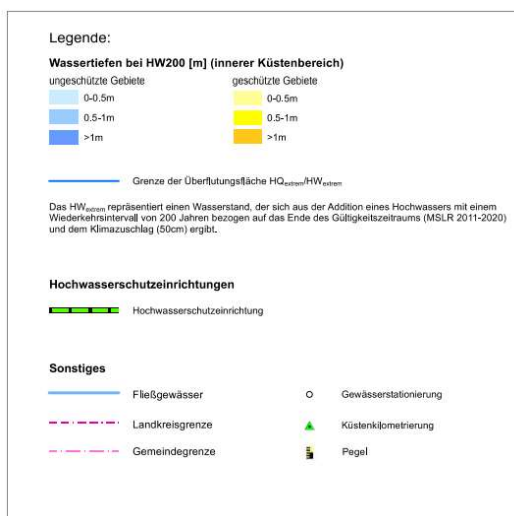 Legende:
Wassertiefen bei HW200 [m] (innerer Küstenbereich)
ungeschützte Gebiete geschützte Gebiete
0-0.5m 0-0.5m
0.5-1m 0.5-1m
>1m >1m
Grenze der Überflutungsfläche HQextrem/HWextrem
Das HWextrem repräsentiert einen Wasserstand, der sich aus der Addition eines Hochwassers mit einem
Wiederkehrsintervall von 200 Jahren bezogen auf das Ende des Gültigkeitszeitraums (MSLR 2011-2020)
und dem Klimazuschlag (50cm) ergibt.
Hochwasserschutzeinrichtungen
Hochwasserschutzeinrichtung
Sonstiges
Fließgewässer Gewässerstationierung
Landkreisgrenze Küstenkilometrierung
Gemeindegrenze Pegel